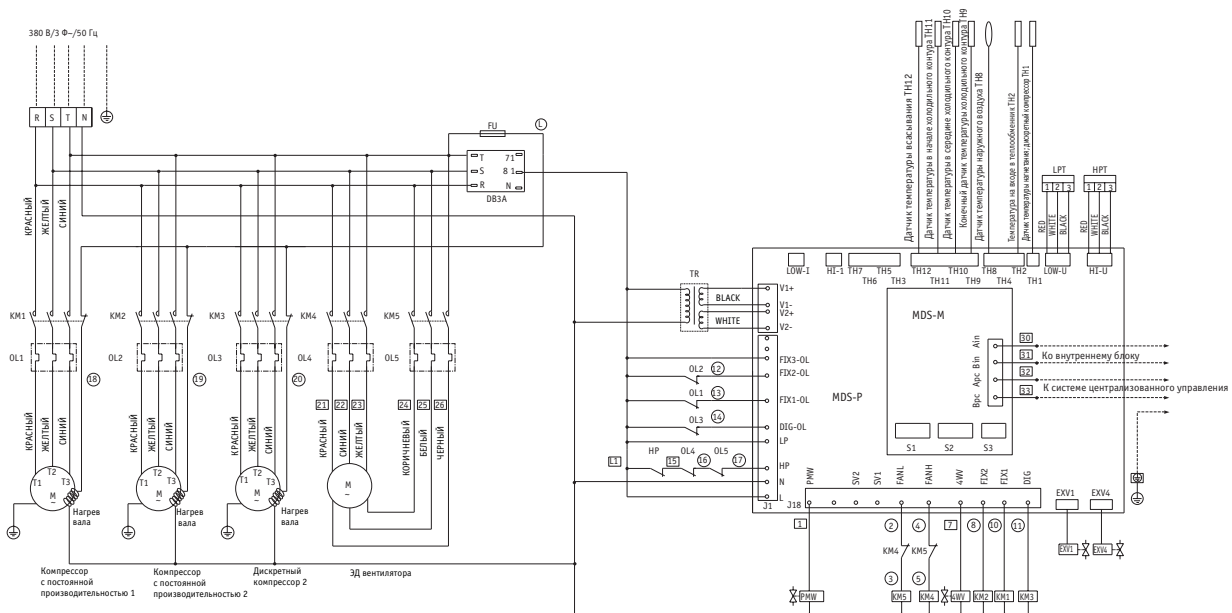 380 В/3 Ф~/50 Гц
R S T N
КРАСНЫЙ
ЖЕЛТЫЙ
СИНИЙ
FU
L
T 71
S 81
R N
DB3A
KM1
KM2
KM3
KM4
KM5
OL1
OL2
OL3
OL4
OL5
18
19
20
КРАСНЫЙ
ЖЕЛТЫЙ
СИНИЙ
КРАСНЫЙ
ЖЕЛТЫЙ
СИНИЙ
КРАСНЫЙ
ЖЕЛТЫЙ
СИНИЙ
21 22 23 24 25 26
КРАСНЫЙ
СИНИЙ
ЖЕЛТЫЙ
КОРИЧНЕВЫЙ
БЕЛЫЙ
ЧЕРНЫЙ
T1 T2 T3
M
~
Нагрев
вала
T1 T2 T3
M
~
Нагрев
вала
T1 T2 T3
M
~
Нагрев
вала
M
~
Компрессор
с постоянной
производительностью 1
Компрессор
с постоянной
производительностью 2
Дискретный
компрессор 2
ЭД вентилятора
Датчик температуры всасывания TH12
Датчик температуры в начале холодильного контура TH11
Датчик температуры в середине холодильного контура TH10
Конечный датчик температуры холодильного контура TH9
Датчик температуры наружного воздуха TH8
Температура на входе в теплообменник TH2
Датчик температуры нагнетания; дискретный компрессор TH1
LPT
1 2 3
RED
WHITE
BLACK
HPT
1 2 3
RED
WHITE
BLACK
LOW-I
HI-1
TH7
TH5
TH12
TH10
TH8
TH2
TH1
LOW-U
HI-U
TH6
TH3
TH11
TH9
TH4
TR
BLACK
WHITE
V1+
V1-
V2+
V2-
MDS-M
Ain
Bin
Apc
Bpc
30
31
32
33
Ко внутреннему блоку
К системе централизованного управления
S1 S2 S3
MDS-P
FIX3-OL
OL2 12 FIX2-OL
OL1 13 FIX1-OL
OL3 14 DIG-OL
LP
L1 HP 15 OL4 16 OL5 17 HP
N
L
J1
J18
PMW
SV2
SV1
FANL
FANH
4WV
FIX2
FIX1
DIG
1 2 4 7 8 10 11
KM4
KM5
3 5
PMW
KM5
KM4
4WV
KM2
KM1
KM3
EXV1
EXV4
EXV1
EXV4